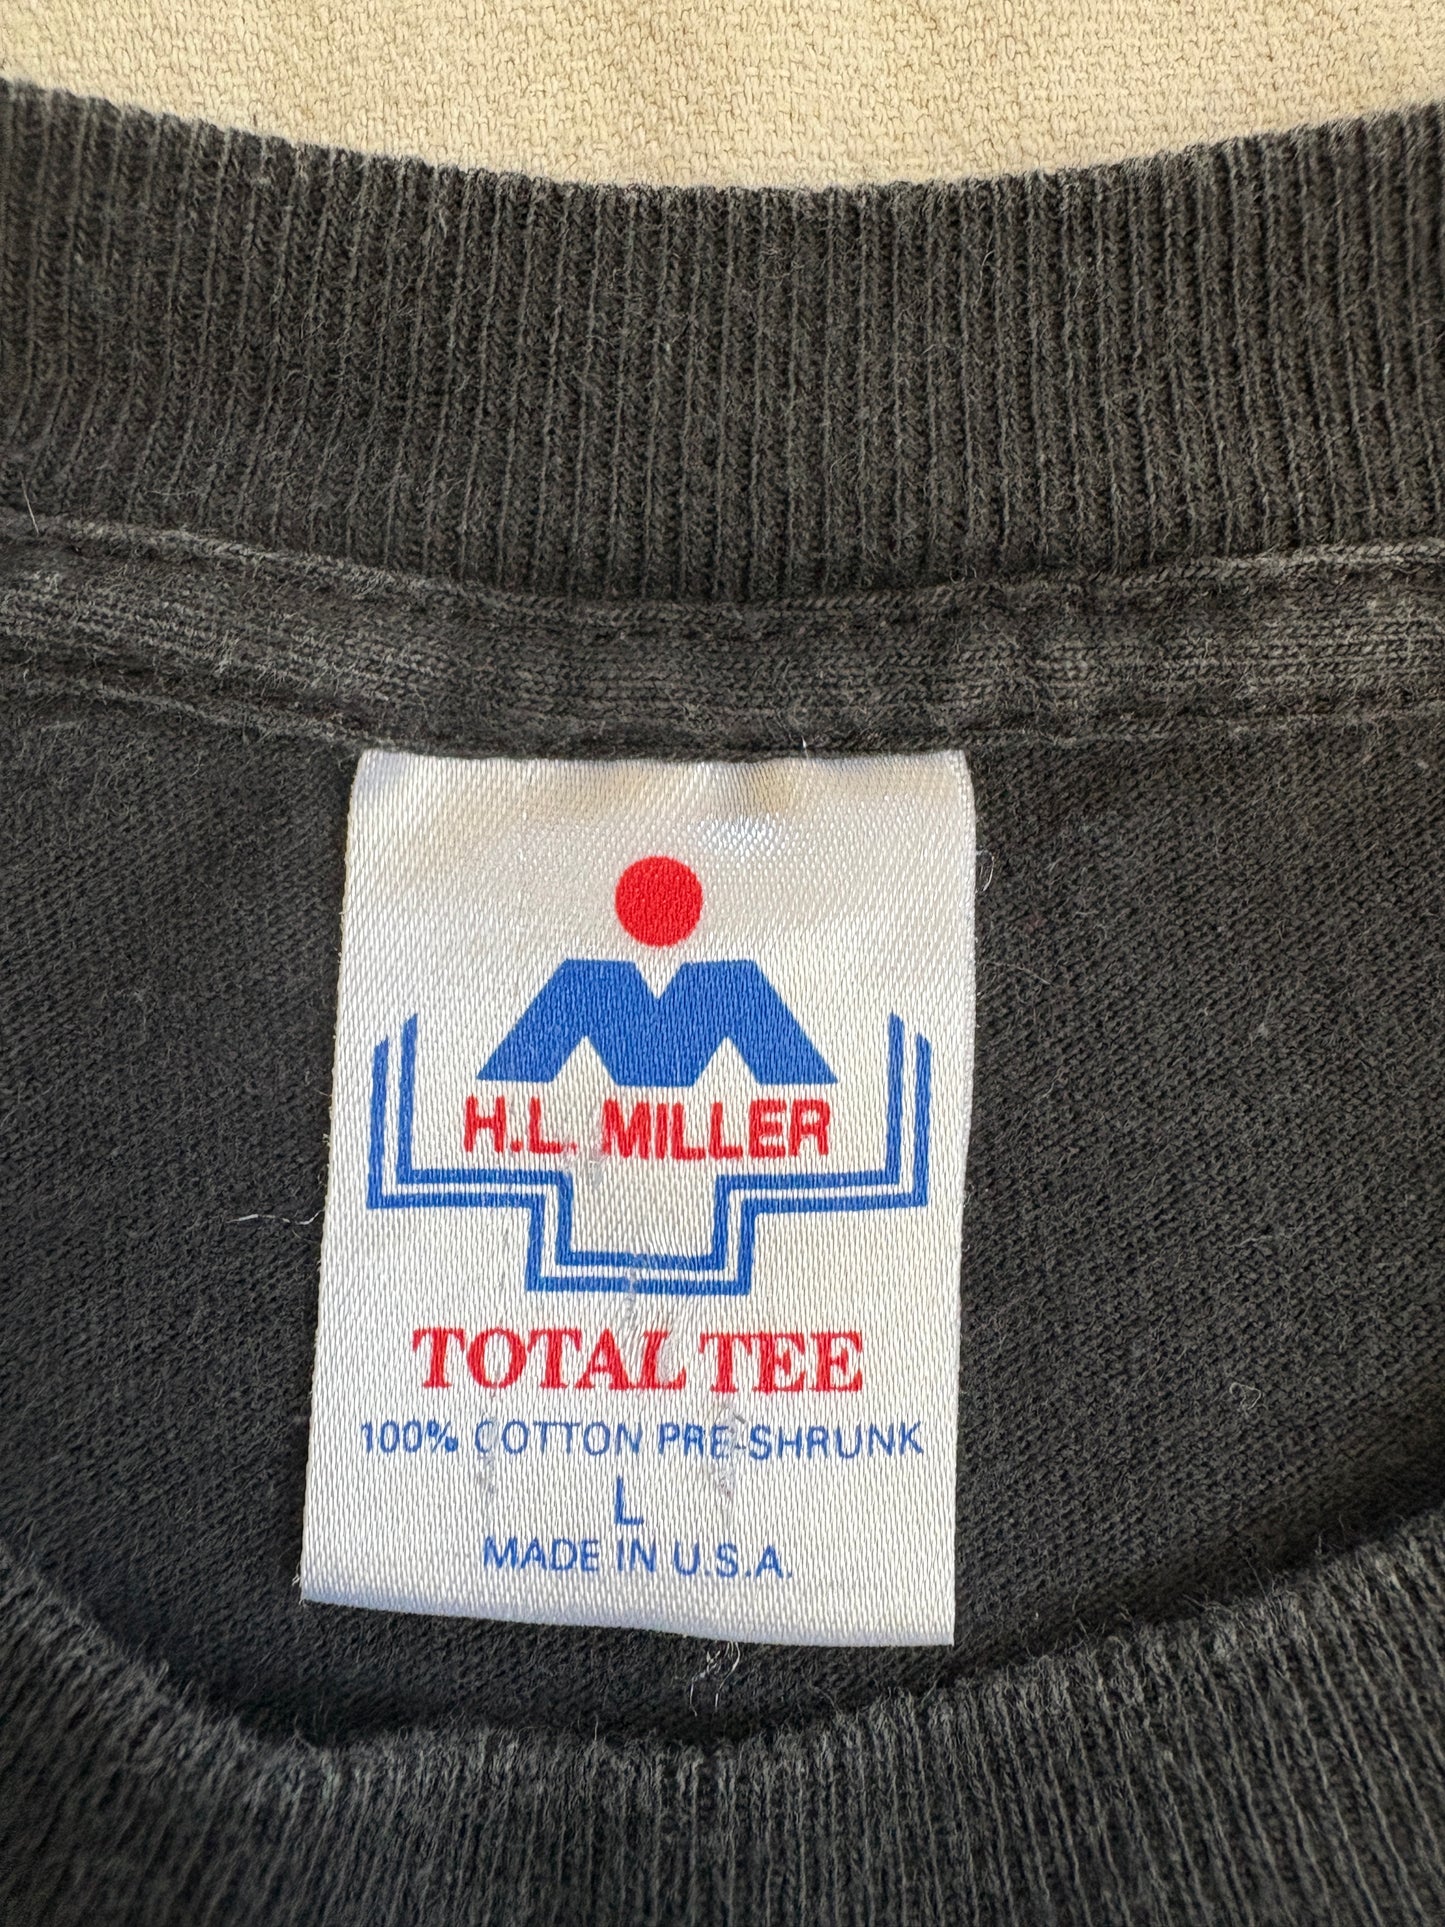 H.L. MILLER
TOTAL TEE
100% COTTON PRE-SHRUNK
L
MADE IN U.S.A.